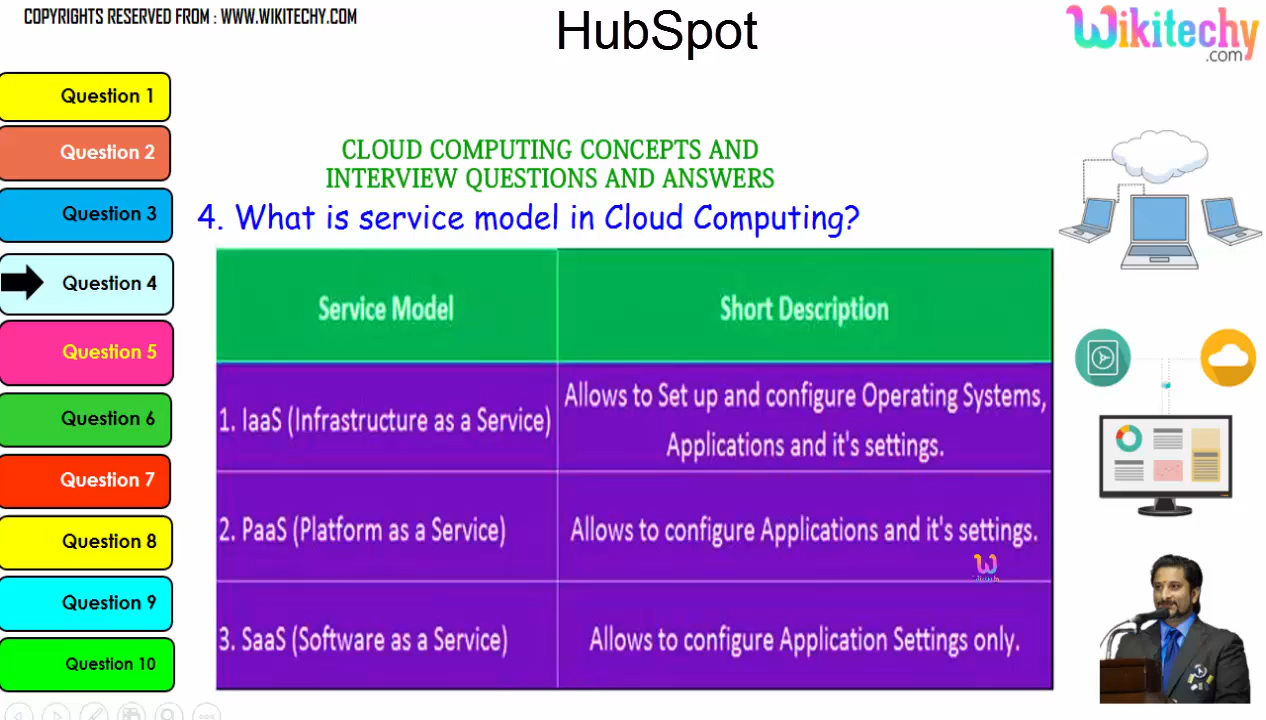 COPYRIGHTS RESERVED FROM : WWW.WIKITECHY.COM
HubSpot
Wikitechy
.com
Question 1
Question 2
Question 3
Question 4
Question 5
Question 6
Question 7
Question 8
Question 9
Question 10
CLOUD COMPUTING CONCEPTS AND
INTERVIEW QUESTIONS AND ANSWERS
4. What is service model in Cloud Computing?
Service Model
Short Description
1. IaaS (Infrastructure as a Service)
Allows to Set up and configure Operating Systems,
Applications and it's settings.
2. PaaS (Platform as a Service)
Allows to configure Applications and it's settings.
3. SaaS (Software as a Service)
Allows to configure Application Settings only.